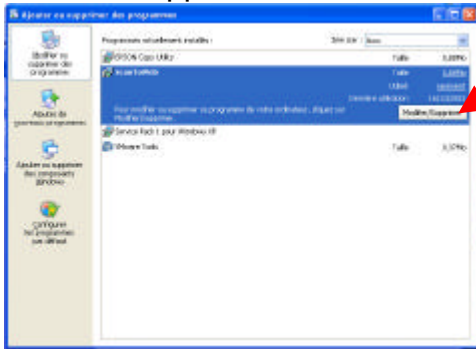 Ajouter ou supprimer des programmes
Programmes actuellement installés :
Trier par : Nom
Modifier ou
supprimer des
programmes
EPSON Copy Utility
Taille
ScanToWeb
Taille
Utilisé
rarement
Dernière utilisation
Pour modifier ou supprimer ce programme de votre ordinateur, cliquez sur
Modifier/Supprimer.
Modifier/Supprimer
Ajouter de
nouveaux programmes
Service Pack 1 pour Windows XP
VMware Tools
Taille
Ajouter ou supprimer
des composants
Windows
Configurer
les programmes
par défaut